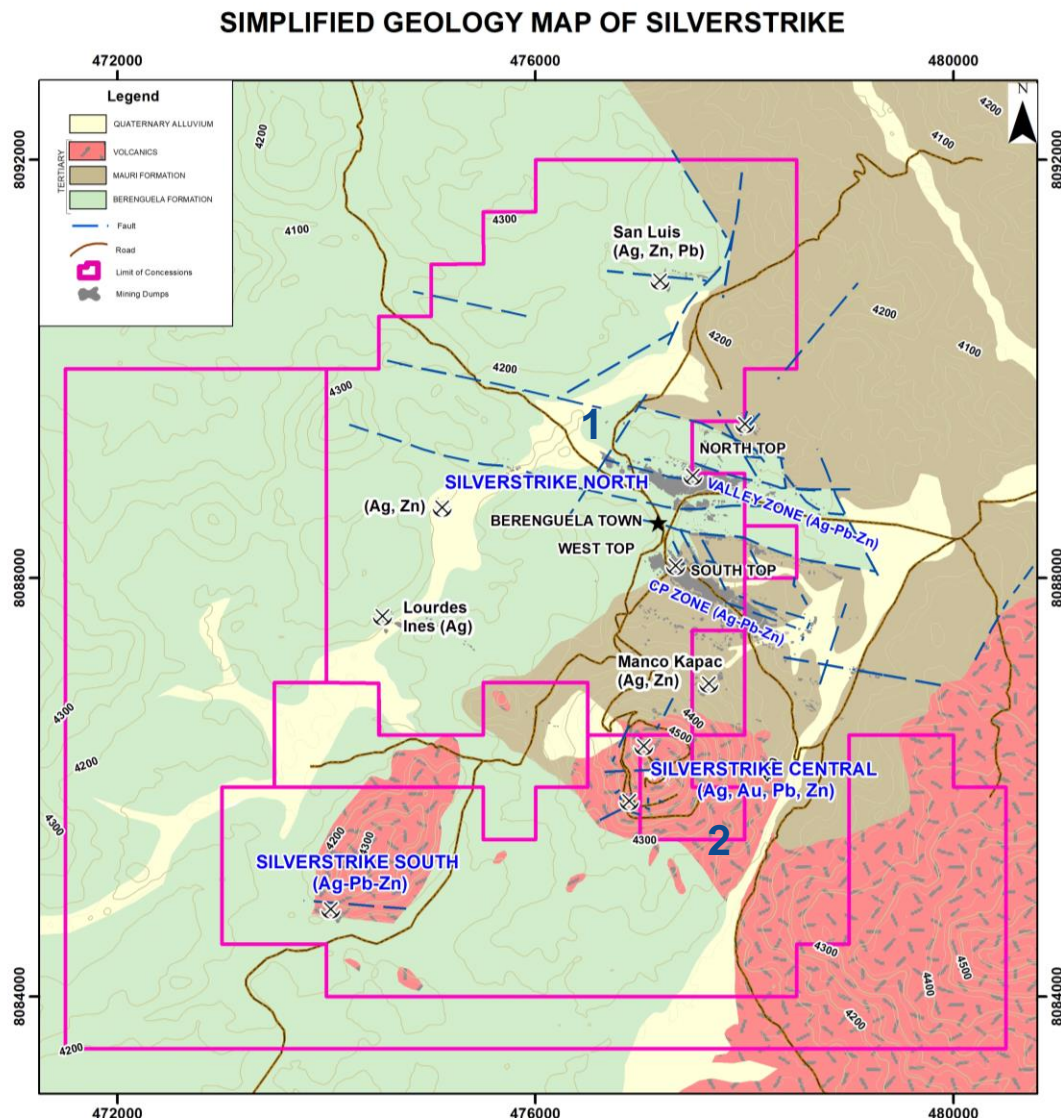 SIMPLIFIED GEOLOGY MAP OF SILVERSTRIKE
472000
476000
480000
Legend
QUATERNARY ALLUVIUM
TERTIARY
VOLCANICS
MAURI FORMATION
BERENGUELA FORMATION
Fault
Road
Limit of Concessions
Mining Dumps
N
4200
4200
4100
8092000
8092000
4100
4300
San Luis
(Ag, Zn, Pb)
4200
4200
4100
4200
4300
1
NORTH TOP
SILVERSTRIKE NORTH
VALLEY ZONE (Ag-Pb-Zn)
(Ag, Zn)
BERENGUELA TOWN
WEST TOP
8088000
8088000
SOUTH TOP
CP ZONE (Ag-Pb-Zn)
Lourdes
Ines (Ag)
Manco Kapac
(Ag, Zn)
4300
4400
4500
4200
SILVERSTRIKE CENTRAL
(Ag, Au, Pb, Zn)
4300
4200
4300
4300
2
SILVERSTRIKE SOUTH
(Ag-Pb-Zn)
4300
4500
4400
4200
8084000
8084000
4200
472000
476000
480000